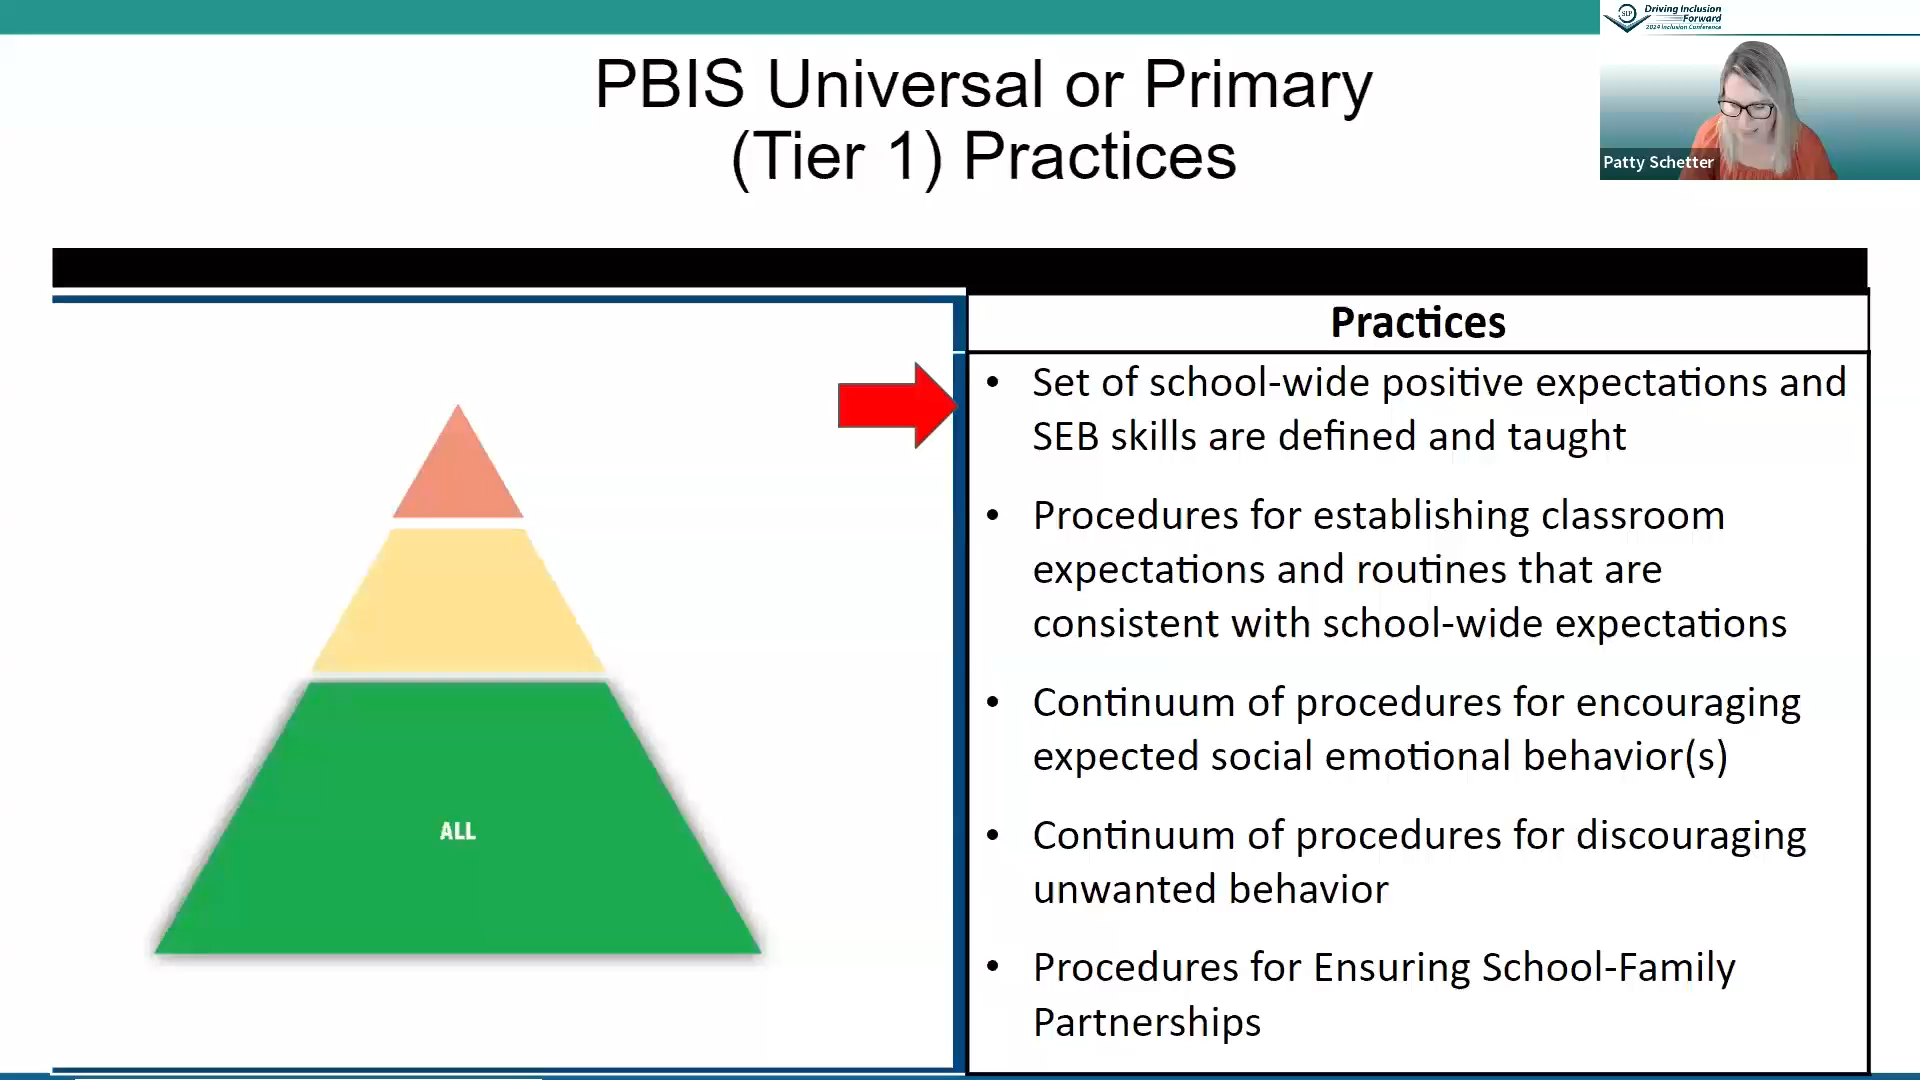 Driving Inclusion
Forward
2024 Inclusion Conference
SIP
Patty Schetter
PBIS Universal or Primary
(Tier 1) Practices
ALL
Practices
• Set of school-wide positive expectations and
SEB skills are defined and taught
• Procedures for establishing classroom
expectations and routines that are
consistent with school-wide expectations
• Continuum of procedures for encouraging
expected social emotional behavior(s)
• Continuum of procedures for discouraging
unwanted behavior
• Procedures for Ensuring School-Family
Partnerships